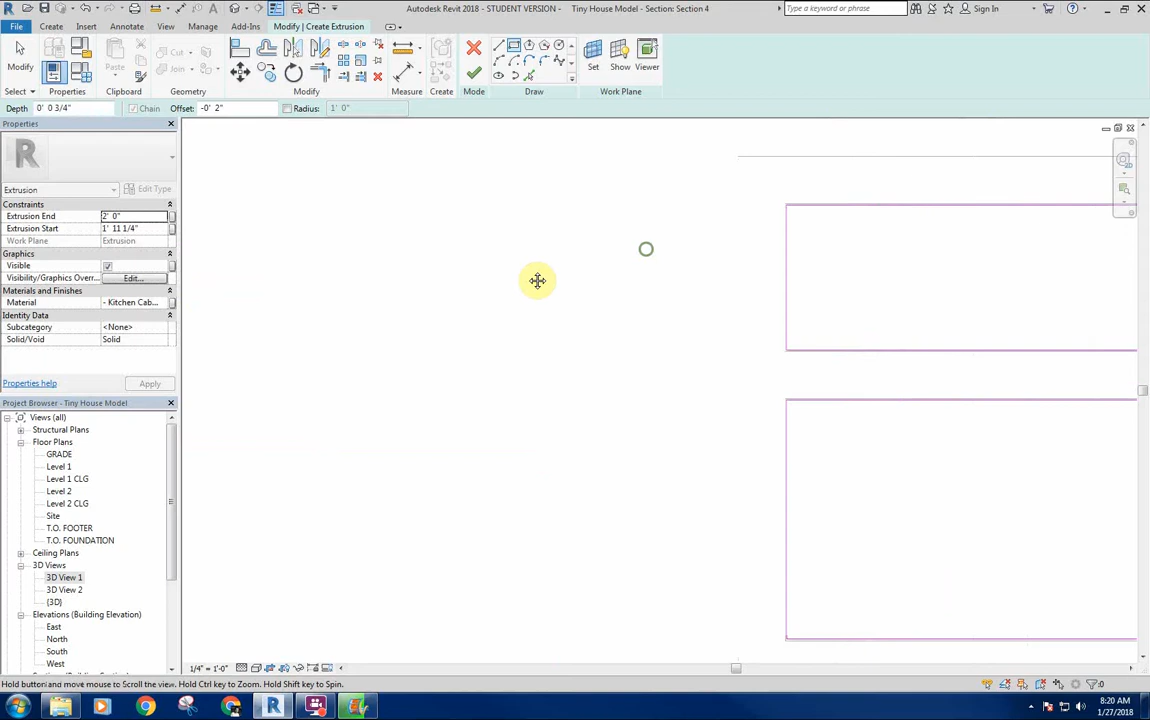 Autodesk Revit 2018 - STUDENT VERSION - Tiny House Model - Section: Section 4
Type a keyword or phrase
Sign In
File Create Insert Annotate View Manage Add-Ins Modify | Create Extrusion
Modify
Paste
Cut
Join
Set Show Viewer
Select Properties Clipboard Geometry Modify Measure Create Mode Draw Work Plane
Depth 0' 0 3/4" Chain Offset: -0' 2" Radius: 1' 0"
Properties
Extrusion Edit Type
Constraints
Extrusion End 2' 0"
Extrusion Start 1' 11 1/4"
Work Plane Extrusion
Graphics
Visible
Visibility/Graphics Overr... Edit...
Materials and Finishes
Material - Kitchen Cab...
Identity Data
Subcategory <None>
Solid/Void Solid
Properties help Apply
Project Browser - Tiny House Model
Views (all)
Structural Plans
Floor Plans
GRADE
Level 1
Level 1 CLG
Level 2
Level 2 CLG
Site
T.O. FOOTER
T.O. FOUNDATION
Ceiling Plans
3D Views
3D View 1
3D View 2
{3D}
Elevations (Building Elevation)
East
North
South
West
1/4" = 1'-0"
Hold button and move mouse to Scroll the view. Hold Ctrl key to Zoom. Hold Shift key to Spin.
:0
8:20 AM
1/27/2018